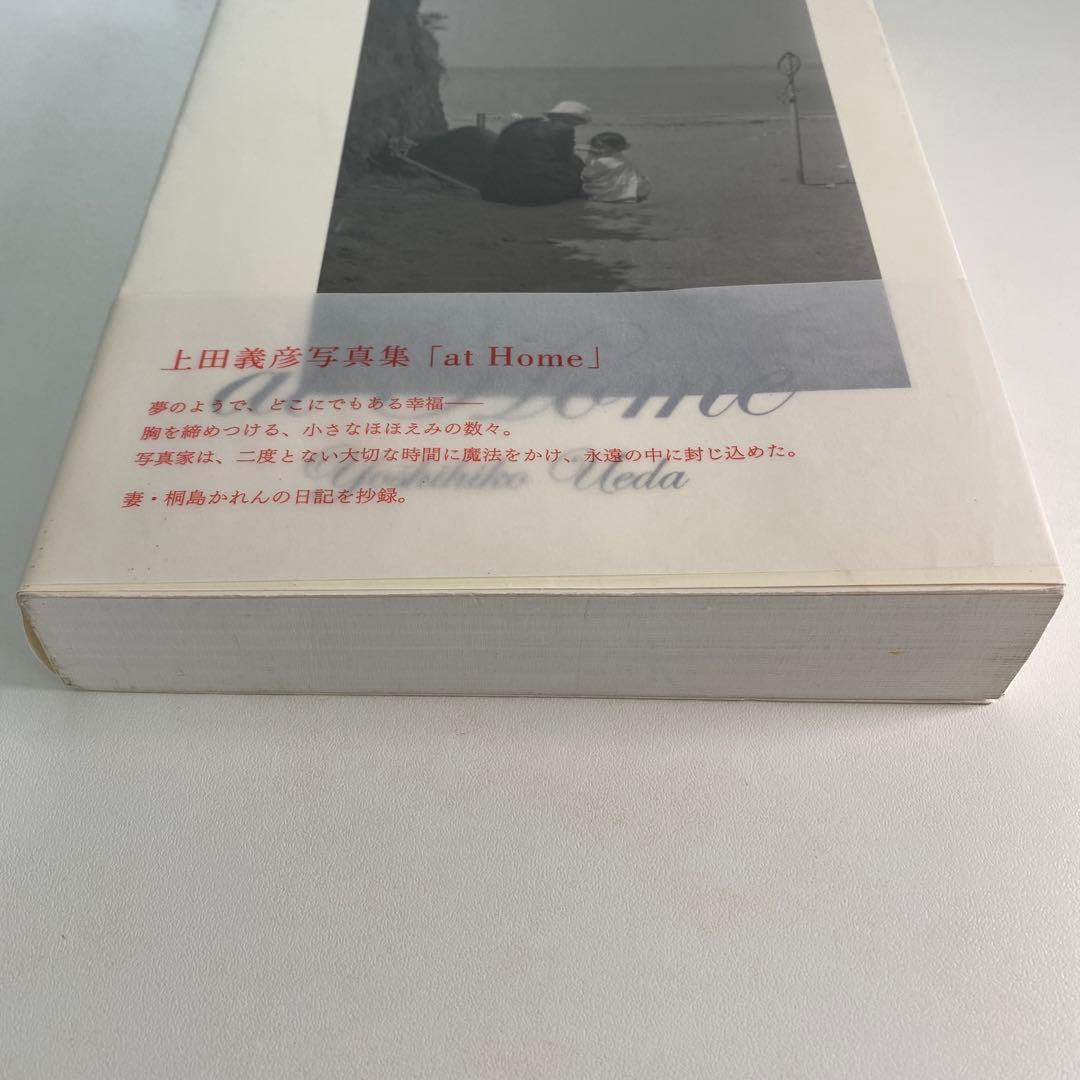 上田義彦写真集「at Home」
夢のようで、どこにでもある幸福——
胸を締めつける、小さなほほえみの数々。
写真家は、二度とない大切な時間に魔法をかけ、永遠の中に封じ込めた。
妻・桐島かれんの日記を抄録。
at Home
Yoshihiko Ueda